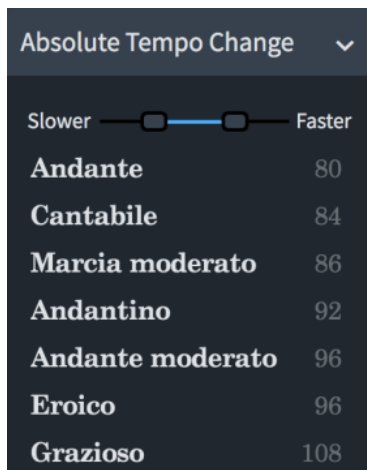 Absolute Tempo Change
Slower Faster
Andante 80
Cantabile 84
Marcia moderato 86
Andantino 92
Andante moderato 96
Eroico 96
Grazioso 108